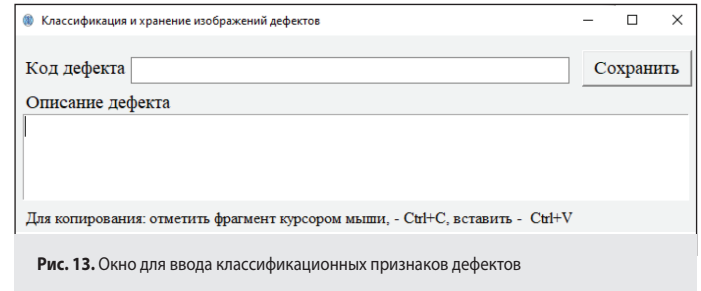 Классификация и хранение изображений дефектов
Код дефекта Сохранить
Описание дефекта
Для копирования: отметить фрагмент курсором мыши, - Ctrl+C, вставить - Ctrl+V
Рис. 13. Окно для ввода классификационных признаков дефектов